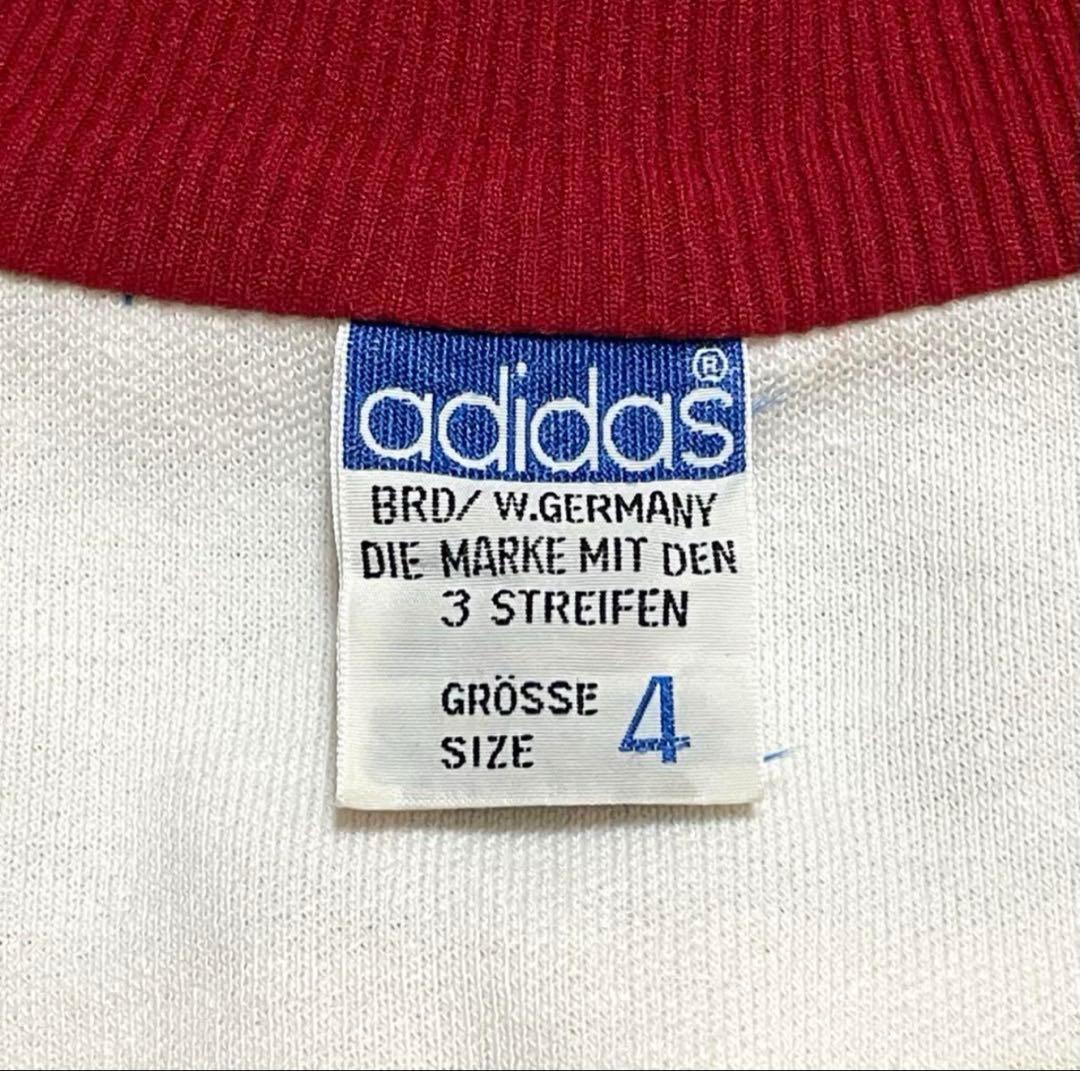 adidas®
BRD/ W.GERMANY
DIE MARKE MIT DEN
3 STREIFEN
GRÖSSE 4
SIZE